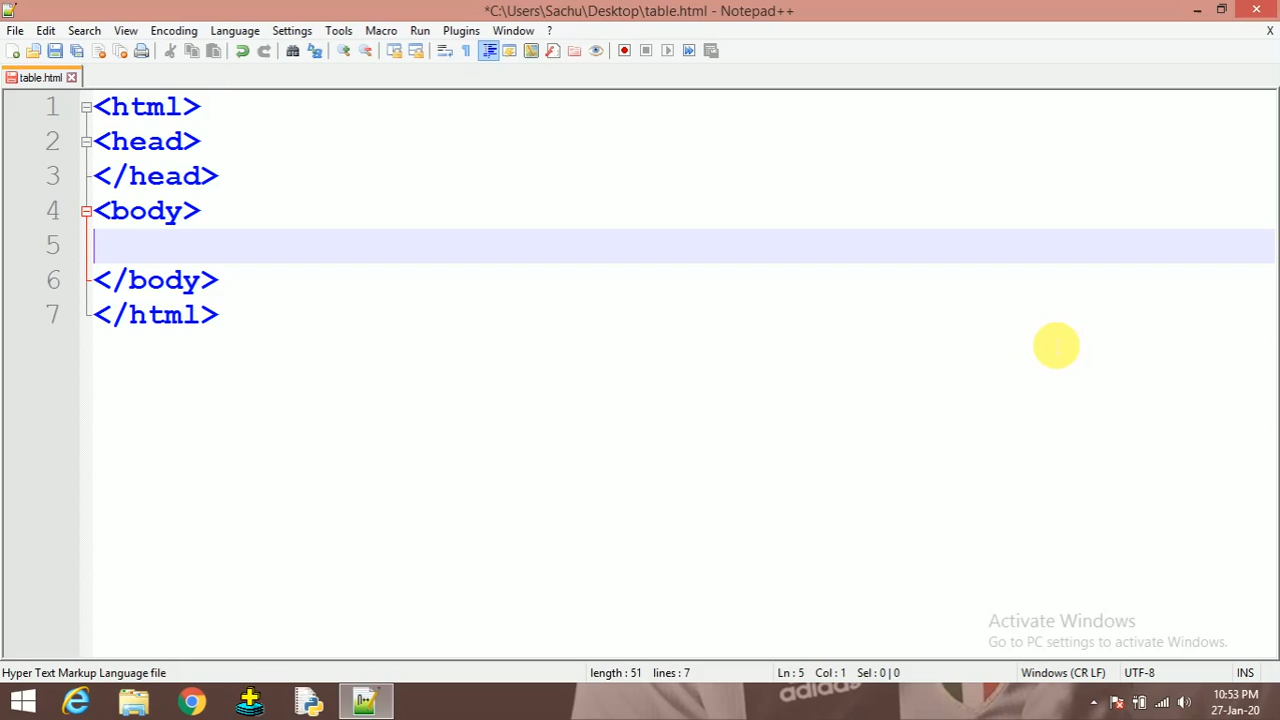 *C:\Users\Sachu\Desktop\table.html - Notepad++
File Edit Search View Encoding Language Settings Tools Macro Run Plugins Window ? X
table.html
1 <html>
2 <head>
3 </head>
4 <body>
5
6 </body>
7 </html>
Activate Windows
Go to PC settings to activate Windows.
Hyper Text Markup Language file length : 51 lines : 7 Ln : 5 Col : 1 Sel : 0 | 0 Windows (CR LF) UTF-8 INS
adidas
10:53 PM
27-Jan-20